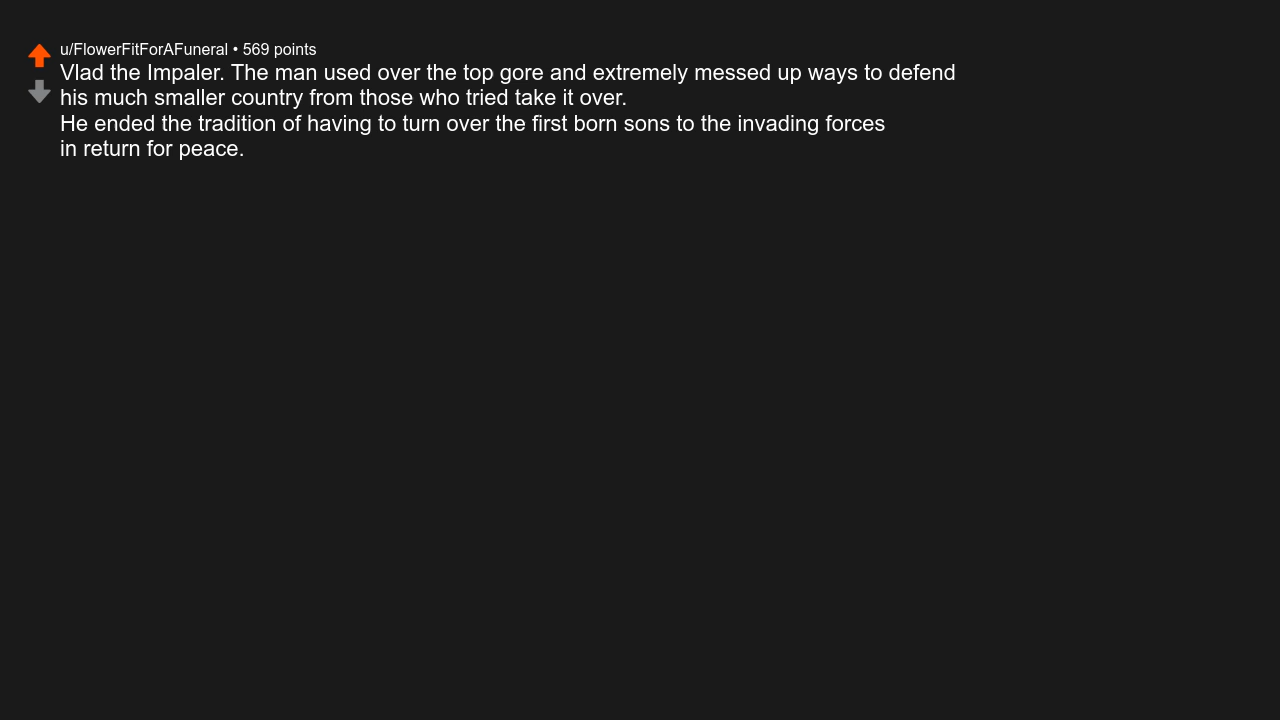 u/FlowerFitForAFuneral • 569 points
Vlad the Impaler. The man used over the top gore and extremely messed up ways to defend
his much smaller country from those who tried take it over.
He ended the tradition of having to turn over the first born sons to the invading forces
in return for peace.